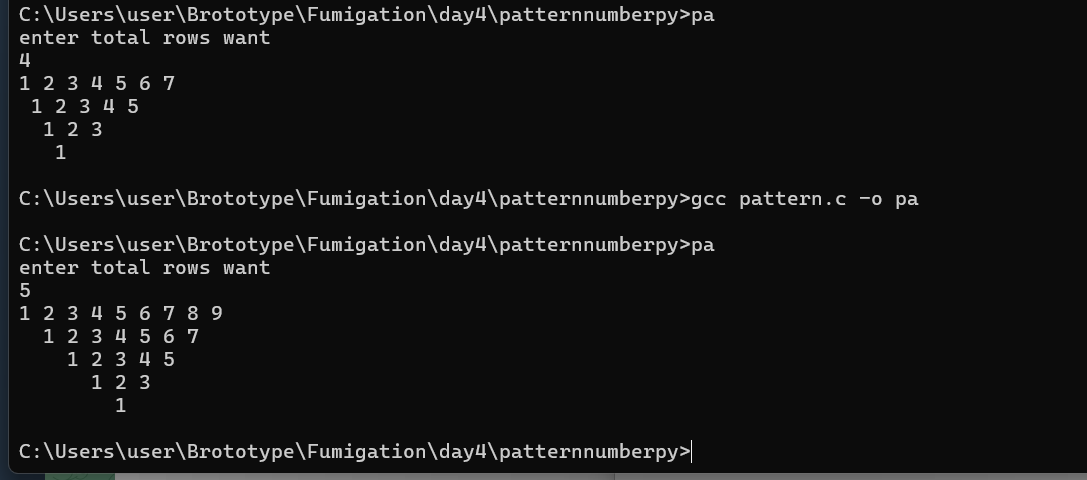 C:\Users\user\Brototype\Fumigation\day4\patternnumberpy>pa
enter total rows want
4
1 2 3 4 5 6 7
 1 2 3 4 5
  1 2 3
   1

C:\Users\user\Brototype\Fumigation\day4\patternnumberpy>gcc pattern.c -o pa

C:\Users\user\Brototype\Fumigation\day4\patternnumberpy>pa
enter total rows want
5
1 2 3 4 5 6 7 8 9
  1 2 3 4 5 6 7
    1 2 3 4 5
      1 2 3
        1

C:\Users\user\Brototype\Fumigation\day4\patternnumberpy>